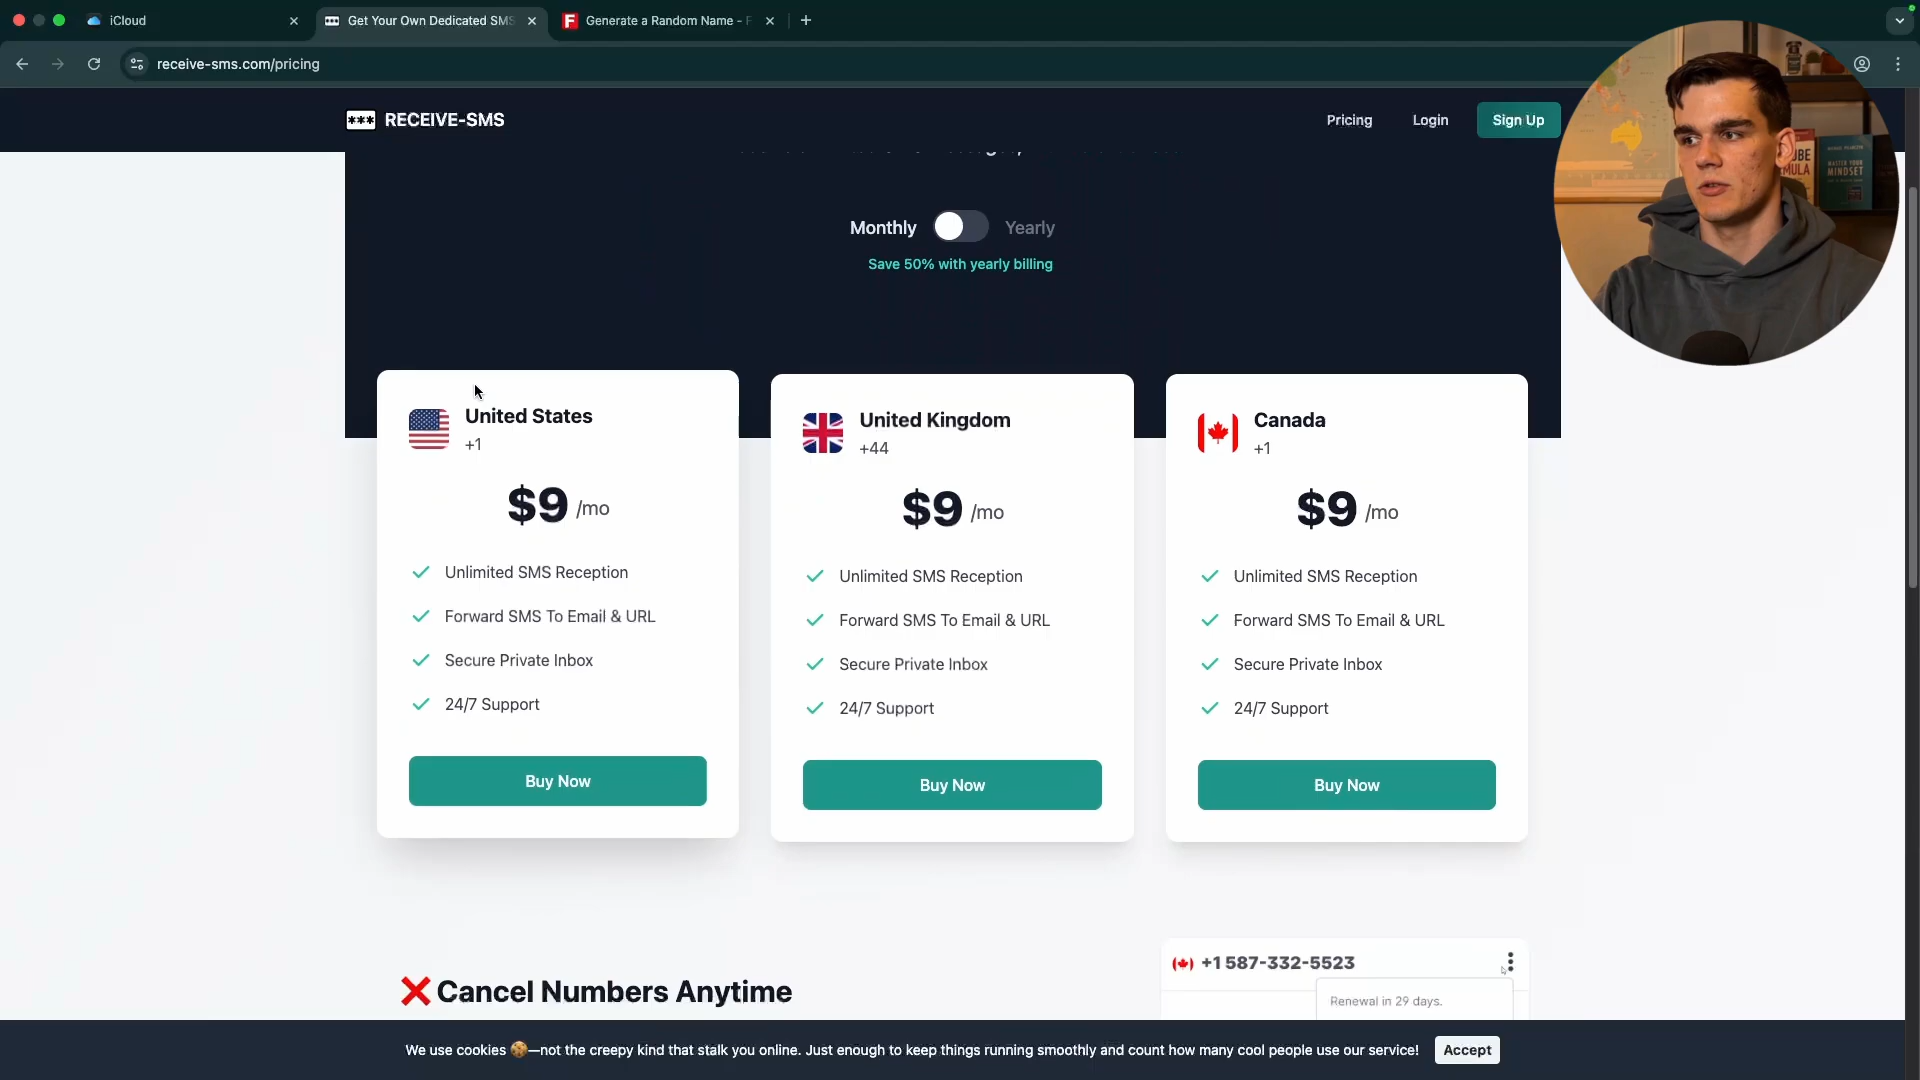 iCloud
Get Your Own Dedicated SMS
Generate a Random Name - F
receive-sms.com/pricing
*** RECEIVE-SMS
Pricing
Login
Sign Up
Monthly
Yearly
Save 50% with yearly billing
United States
+1
$9 /mo
Unlimited SMS Reception
Forward SMS To Email & URL
Secure Private Inbox
24/7 Support
Buy Now
United Kingdom
+44
$9 /mo
Unlimited SMS Reception
Forward SMS To Email & URL
Secure Private Inbox
24/7 Support
Buy Now
Canada
+1
$9 /mo
Unlimited SMS Reception
Forward SMS To Email & URL
Secure Private Inbox
24/7 Support
Buy Now
❌ Cancel Numbers Anytime
+1 587-332-5523
Renewal in 29 days.
We use cookies 🍪—not the creepy kind that stalk you online. Just enough to keep things running smoothly and count how many cool people use our service!
Accept
MASTER YOUR
MINDSET